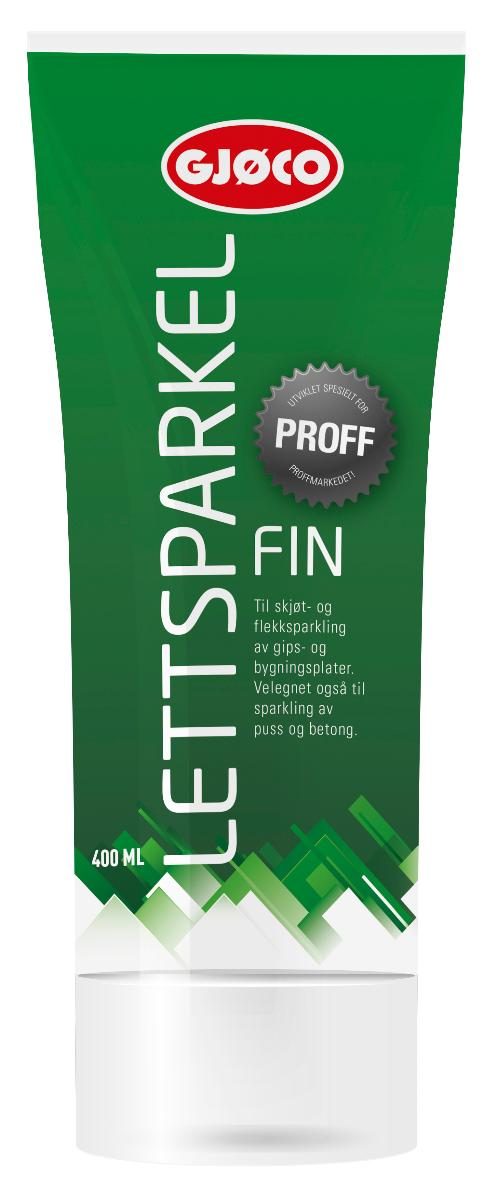 GJØCO
LETTSPARKEL
UTVIKLET SPESIELT FOR
PROFF
PROFFMARKEDET!
FIN
Til skjøt- og
flekksparkling
av gips- og
bygningsplater.
Velegnet også til
sparkling av
puss og betong.
400 ML